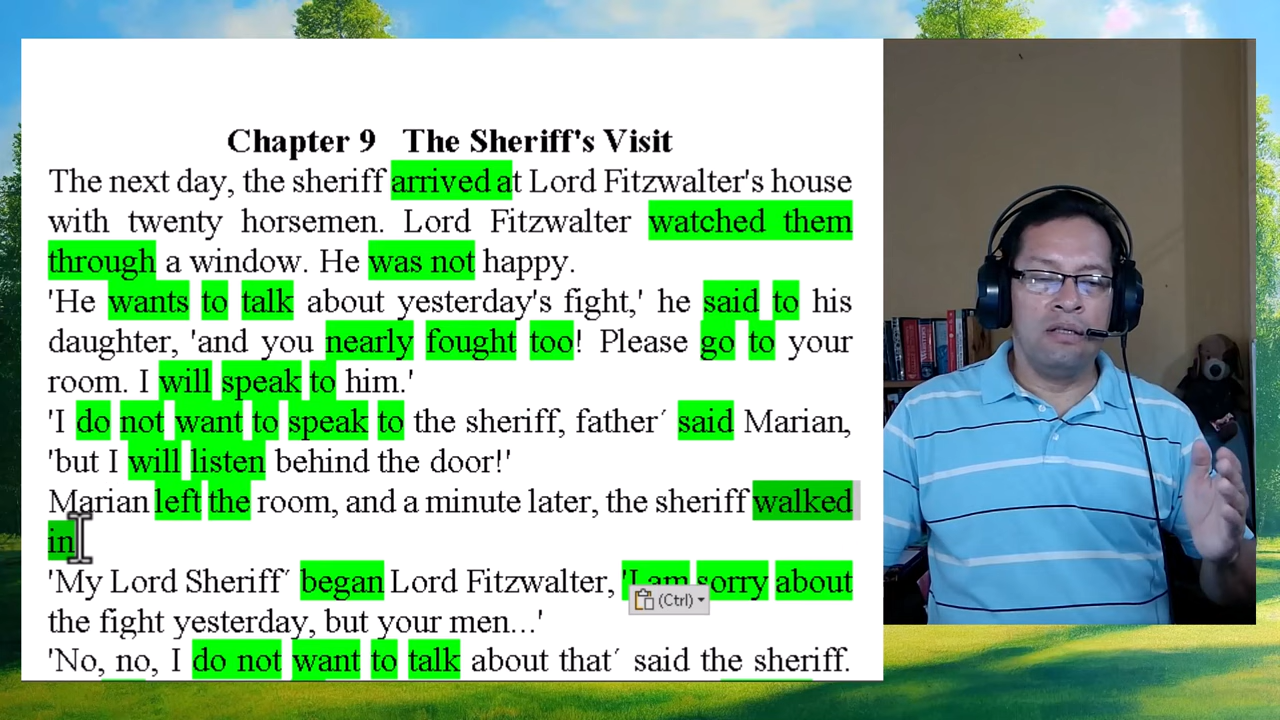 Chapter 9 The Sheriff's Visit
The next day, the sheriff arrived at Lord Fitzwalter's house
with twenty horsemen. Lord Fitzwalter watched them
through a window. He was not happy.
'He wants to talk about yesterday's fight,' he said to his
daughter, 'and you nearly fought too! Please go to your
room. I will speak to him.'
'I do not want to speak to the sheriff, father´ said Marian,
'but I will listen behind the door!'
Marian left the room, and a minute later, the sheriff walked
in
'My Lord Sheriff´ began Lord Fitzwalter, 'I am sorry about
(Ctrl)
the fight yesterday, but your men...'
'No, no, I do not want to talk about that´ said the sheriff.